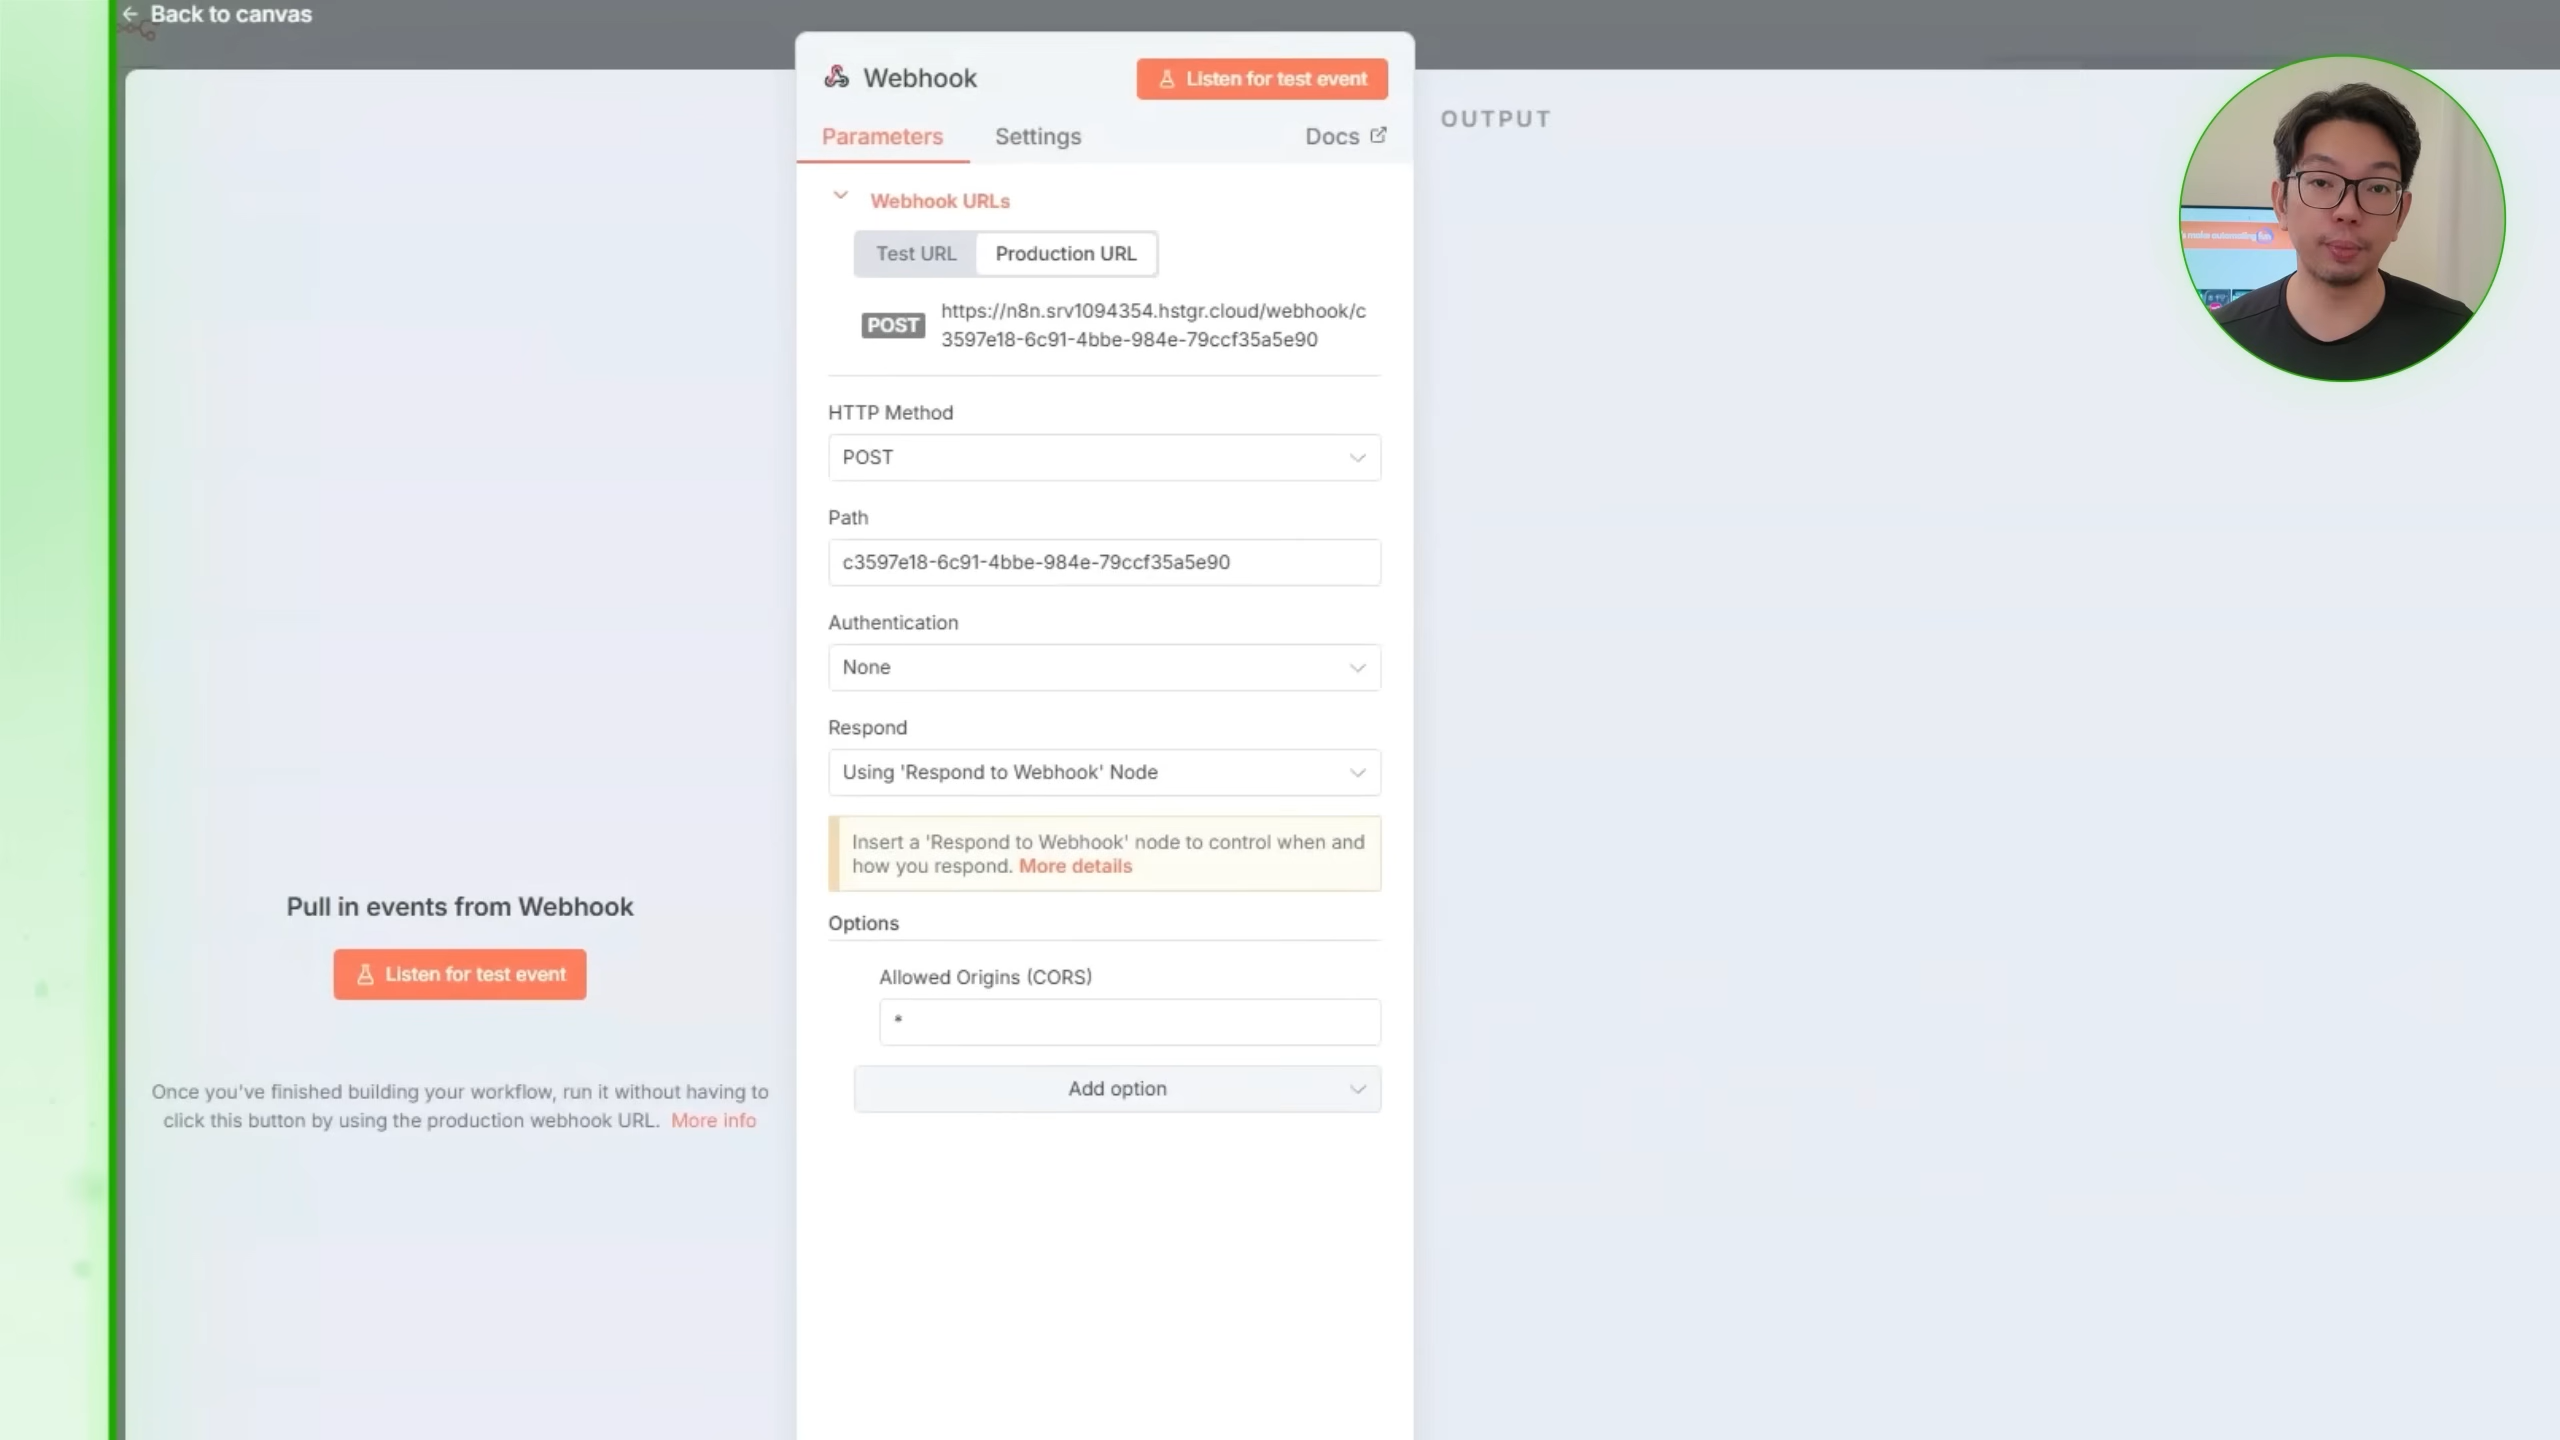 Back to canvas
Webhook
Listen for test event
Parameters
Settings
Docs
OUTPUT
Webhook URLs
Test URL
Production URL
POST
https://n8n.srv1094354.hstgr.cloud/webhook/c
3597e18-6c91-4bbe-984e-79ccf35a5e90
HTTP Method
POST
Path
c3597e18-6c91-4bbe-984e-79ccf35a5e90
Authentication
None
Respond
Using 'Respond to Webhook' Node
Insert a 'Respond to Webhook' node to control when and
how you respond. More details
Options
Allowed Origins (CORS)
*
Add option
Pull in events from Webhook
Listen for test event
Once you've finished building your workflow, run it without having to
click this button by using the production webhook URL. More info